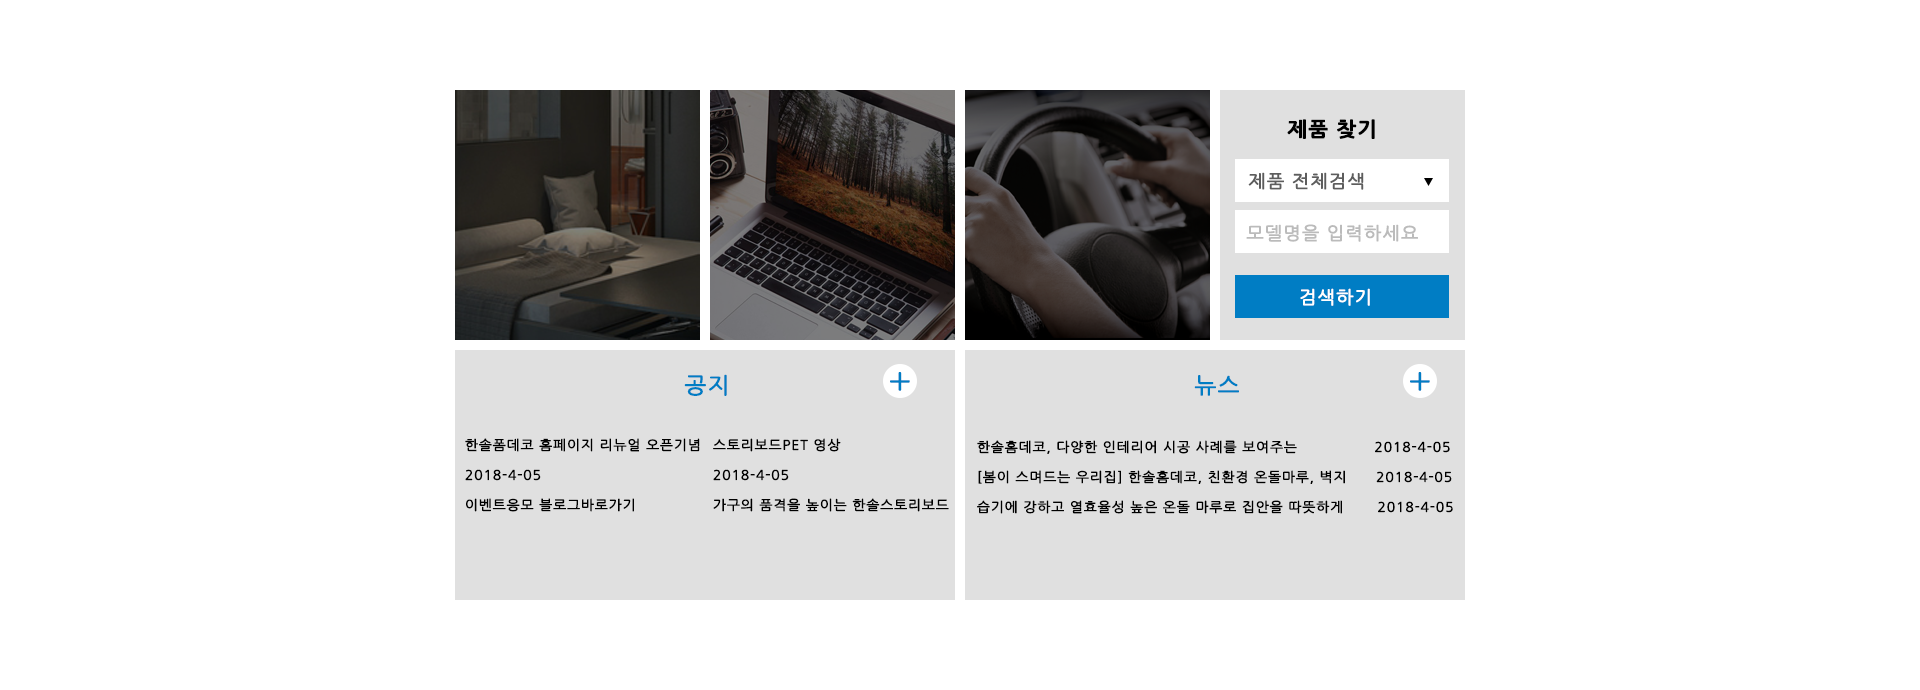 제품 찾기
제품 전체검색 ▼
모델명을 입력하세요
검색하기
공지
한솔폼데코 홈페이지 리뉴얼 오픈기념
2018-4-05
이벤트응모 블로그바로가기
스토리보드PET 영상
2018-4-05
가구의 품격을 높이는 한솔스토리보드
뉴스
한솔홈데코, 다양한 인테리어 시공 사례를 보여주는 2018-4-05
[봄이 스며드는 우리집] 한솔홈데코, 친환경 온돌마루, 벽지 2018-4-05
습기에 강하고 열효율성 높은 온돌 마루로 집안을 따뜻하게 2018-4-05